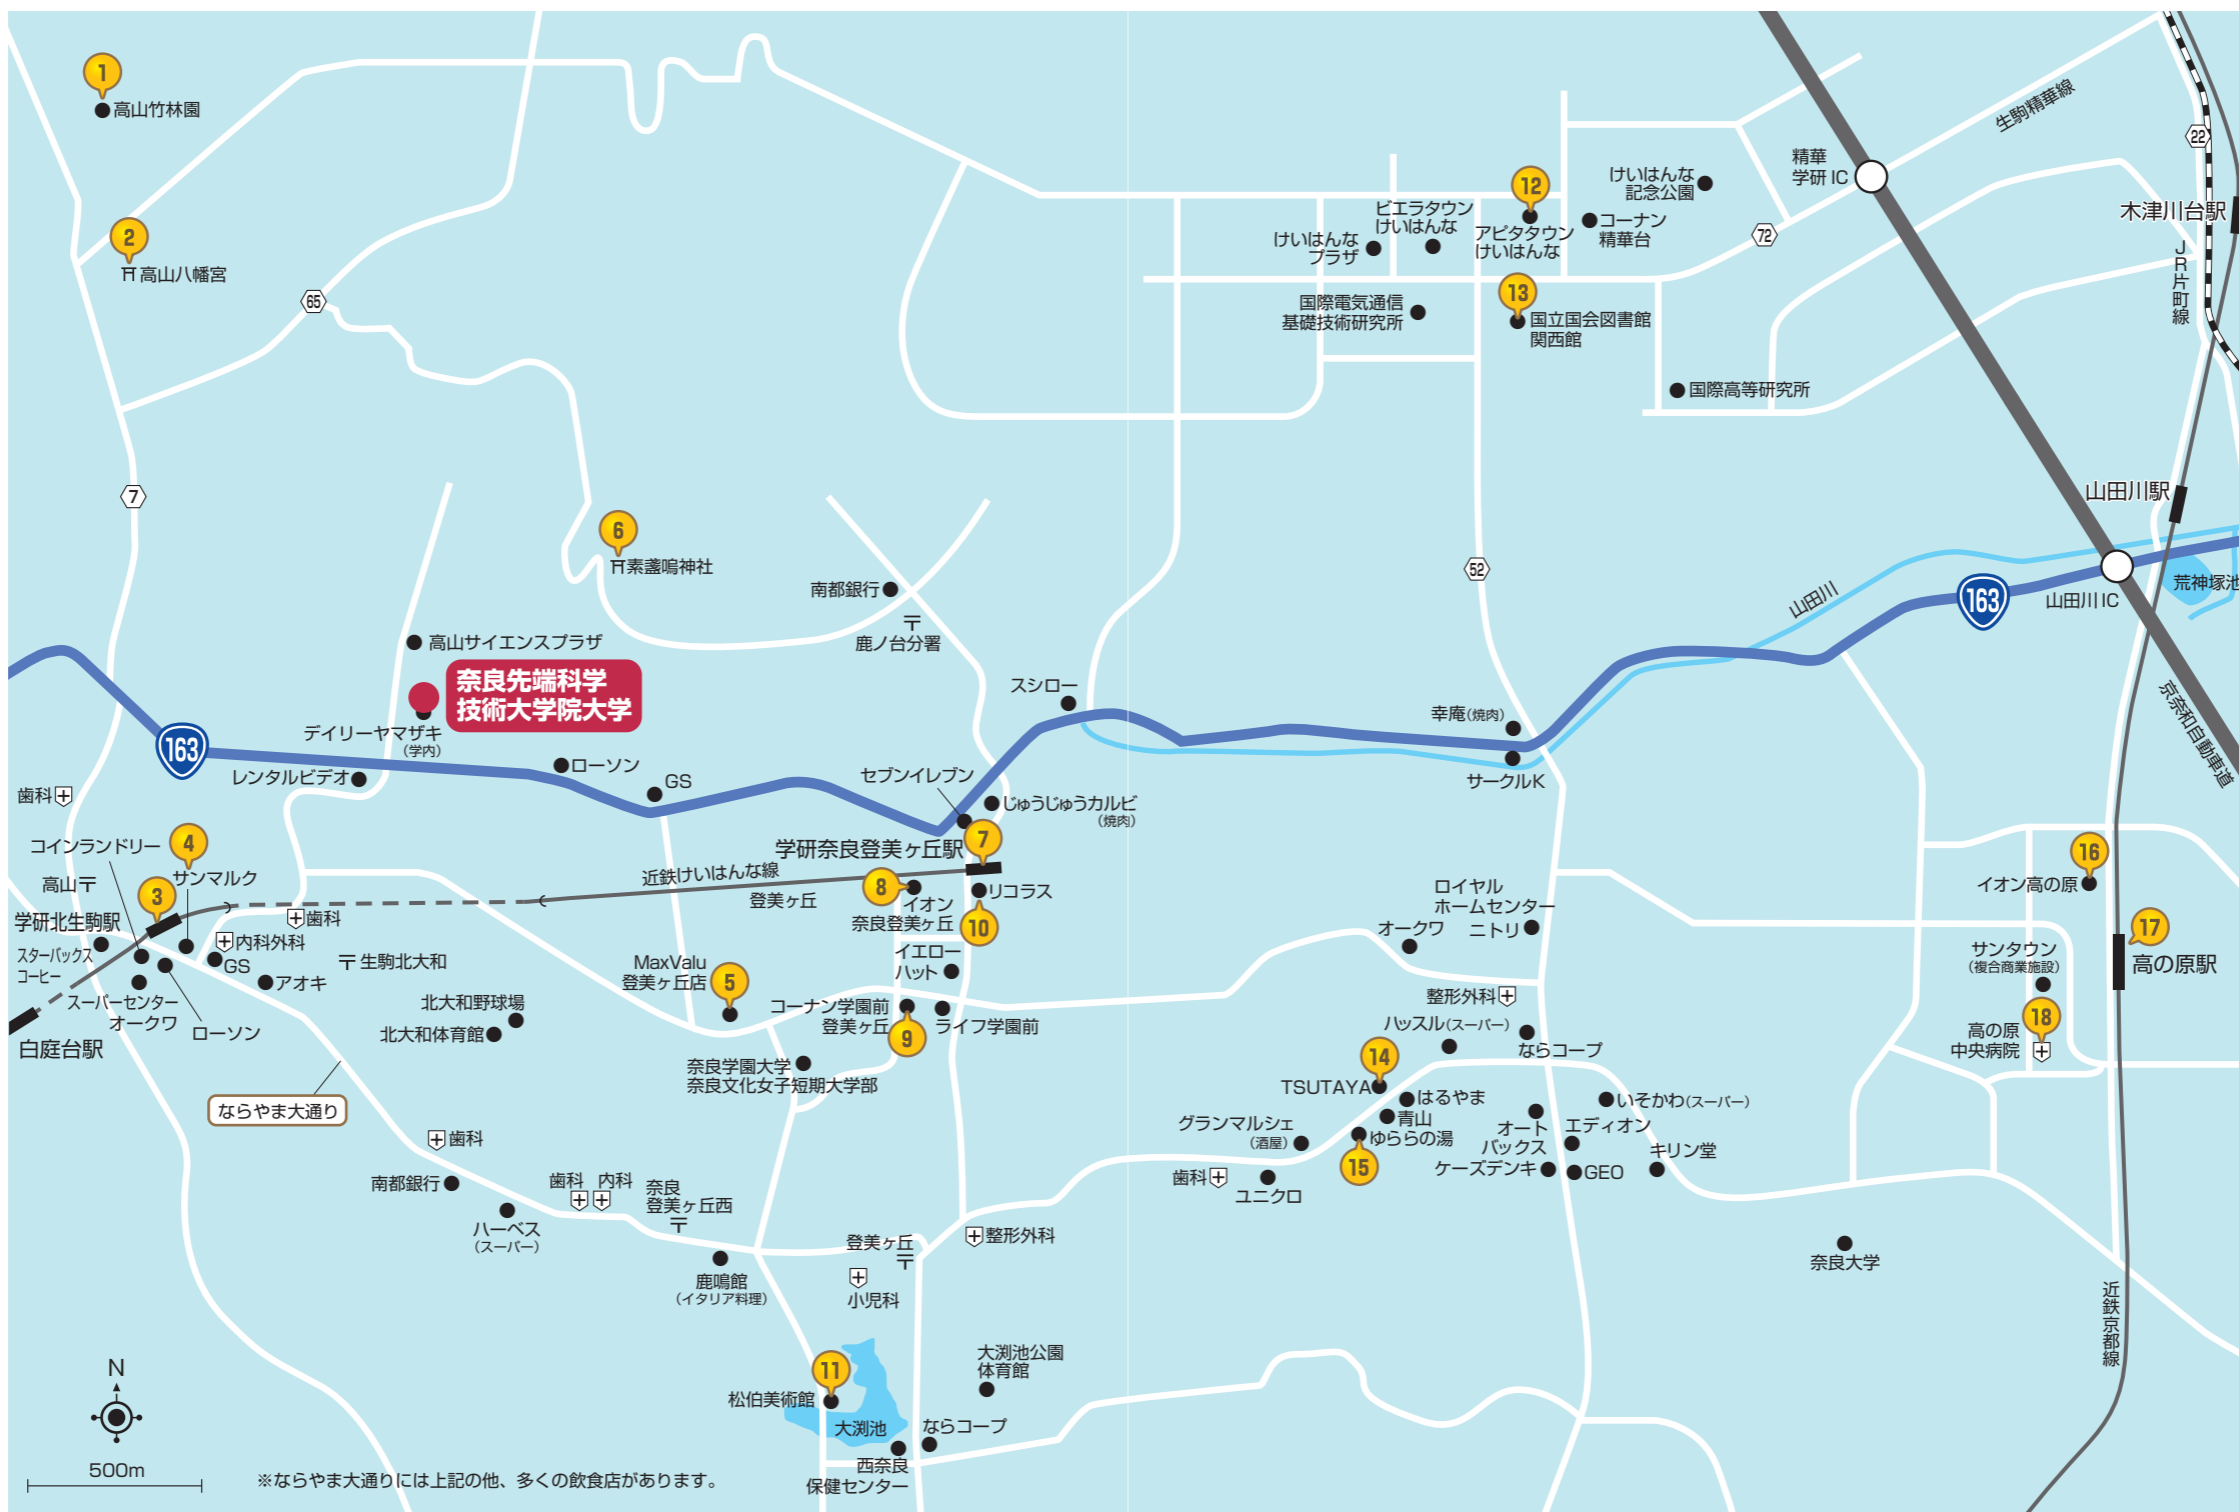 1
高山竹林園
2
高山八幡宮
65
7
6
素盞嗚神社
南都銀行
鹿ノ台分署
高山サイエンスプラザ
奈良先端科学
技術大学院大学
デイリーヤマザキ
(学内)
163
レンタルビデオ
ローソン
GS
スシロー
セブンイレブン
じゅうじゅうカルビ
(焼肉)
歯科
コインランドリー
4
サンマルク
高山〒
3
学研北生駒駅
スターバックス
コーヒー
スーパーセンター
オークワ
ローソン
白庭台駅
歯科
内科外科
GS
アオキ
〒生駒北大和
北大和野球場
北大和体育館
ならやま大通り
近鉄けいはんな線
登美ヶ丘
学研奈良登美ヶ丘駅
7
8
イオン
奈良登美ヶ丘
リコラス
10
イエロー
ハット
MaxValu
登美ヶ丘店
5
コーナン学園前
登美ヶ丘
9
ライフ学園前
奈良学園大学
奈良文化女子短期大学部
歯科
南都銀行
ハーベス
(スーパー)
歯科
内科
奈良
登美ヶ丘西
〒
鹿鳴館
(イタリア料理)
登美ヶ丘
〒
小児科
整形外科
11
松伯美術館
大渕池
大渕池公園
体育館
ならコープ
西奈良
保健センター
N
500m
※ならやま大通りには上記の他、多くの飲食店があります。
12
ビエラタウン
けいはんな
けいはんな
プラザ
アピタタウン
けいはんな
コーナン
精華台
けいはんな
記念公園
13
国際電気通信
基礎技術研究所
国立国会図書館
関西館
国際高等研究所
精華
学研 IC
72
生駒精華線
22
木津川台駅
JR片町線
山田川駅
52
山田川
163
山田川 IC
荒神塚池
京奈和自動車道
幸庵(焼肉)
サークルK
ロイヤル
ホームセンター
ニトリ
オークワ
整形外科
ハッスル(スーパー)
ならコープ
14
TSUTAYA
はるやま
青山
ゆららの湯
15
グランマルシェ
(酒屋)
歯科
ユニクロ
オート
バックス
エディオン
いそかわ(スーパー)
ケーズデンキ
GEO
キリン堂
奈良大学
16
イオン高の原
17
高の原駅
サンタウン
(複合商業施設)
18
高の原
中央病院
近鉄京都線